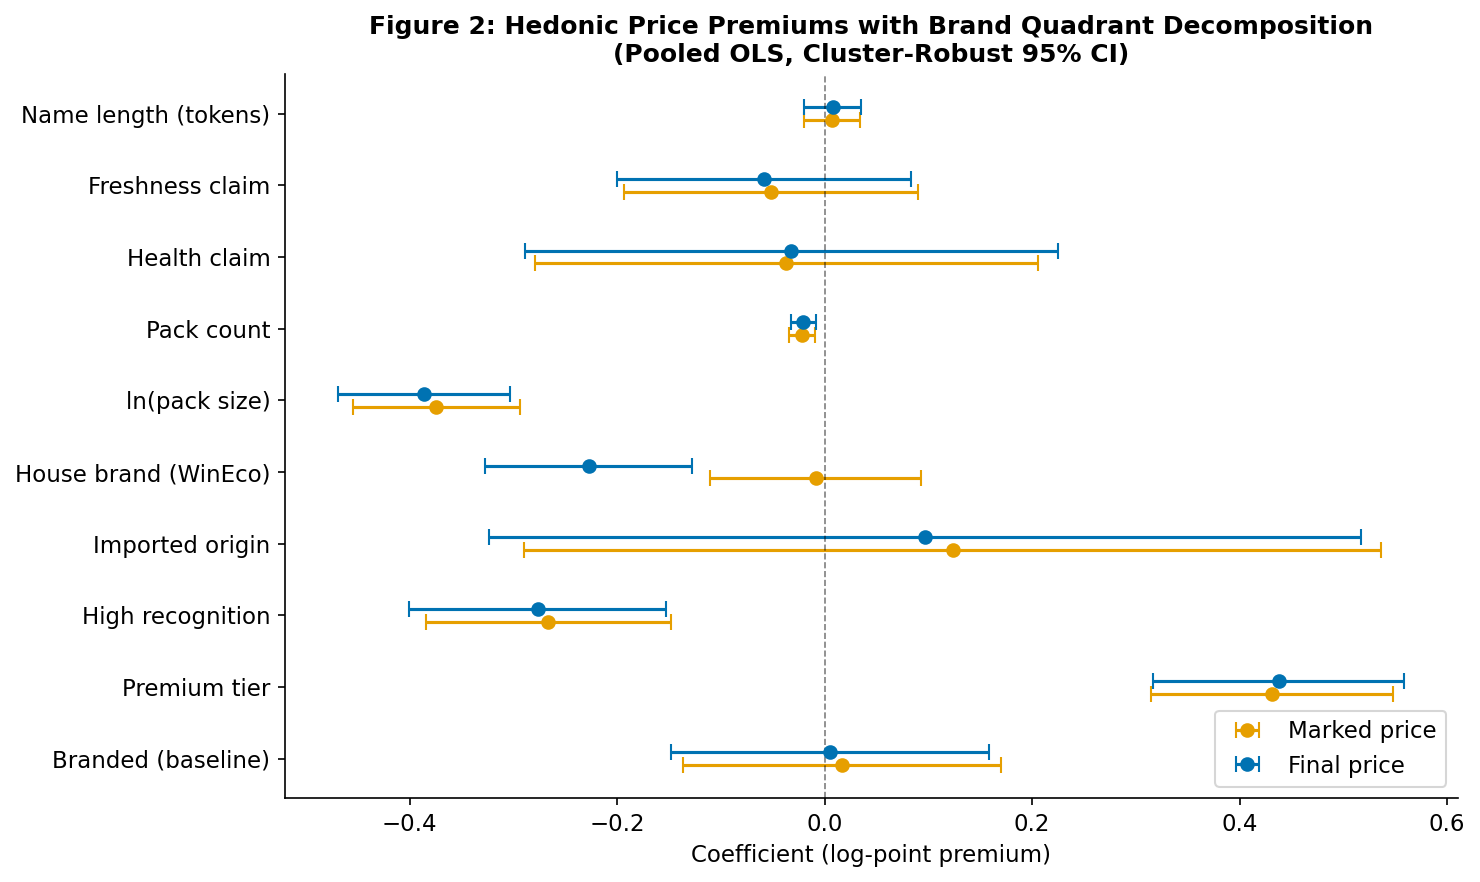 Figure 2: Hedonic Price Premiums with Brand Quadrant Decomposition
(Pooled OLS, Cluster-Robust 95% CI)
Name length (tokens)
Freshness claim
Health claim
Pack count
ln(pack size)
House brand (WinEco)
Imported origin
High recognition
Premium tier
Branded (baseline)
Marked price
Final price
−0.4 −0.2 0.0 0.2 0.4 0.6
Coefficient (log-point premium)